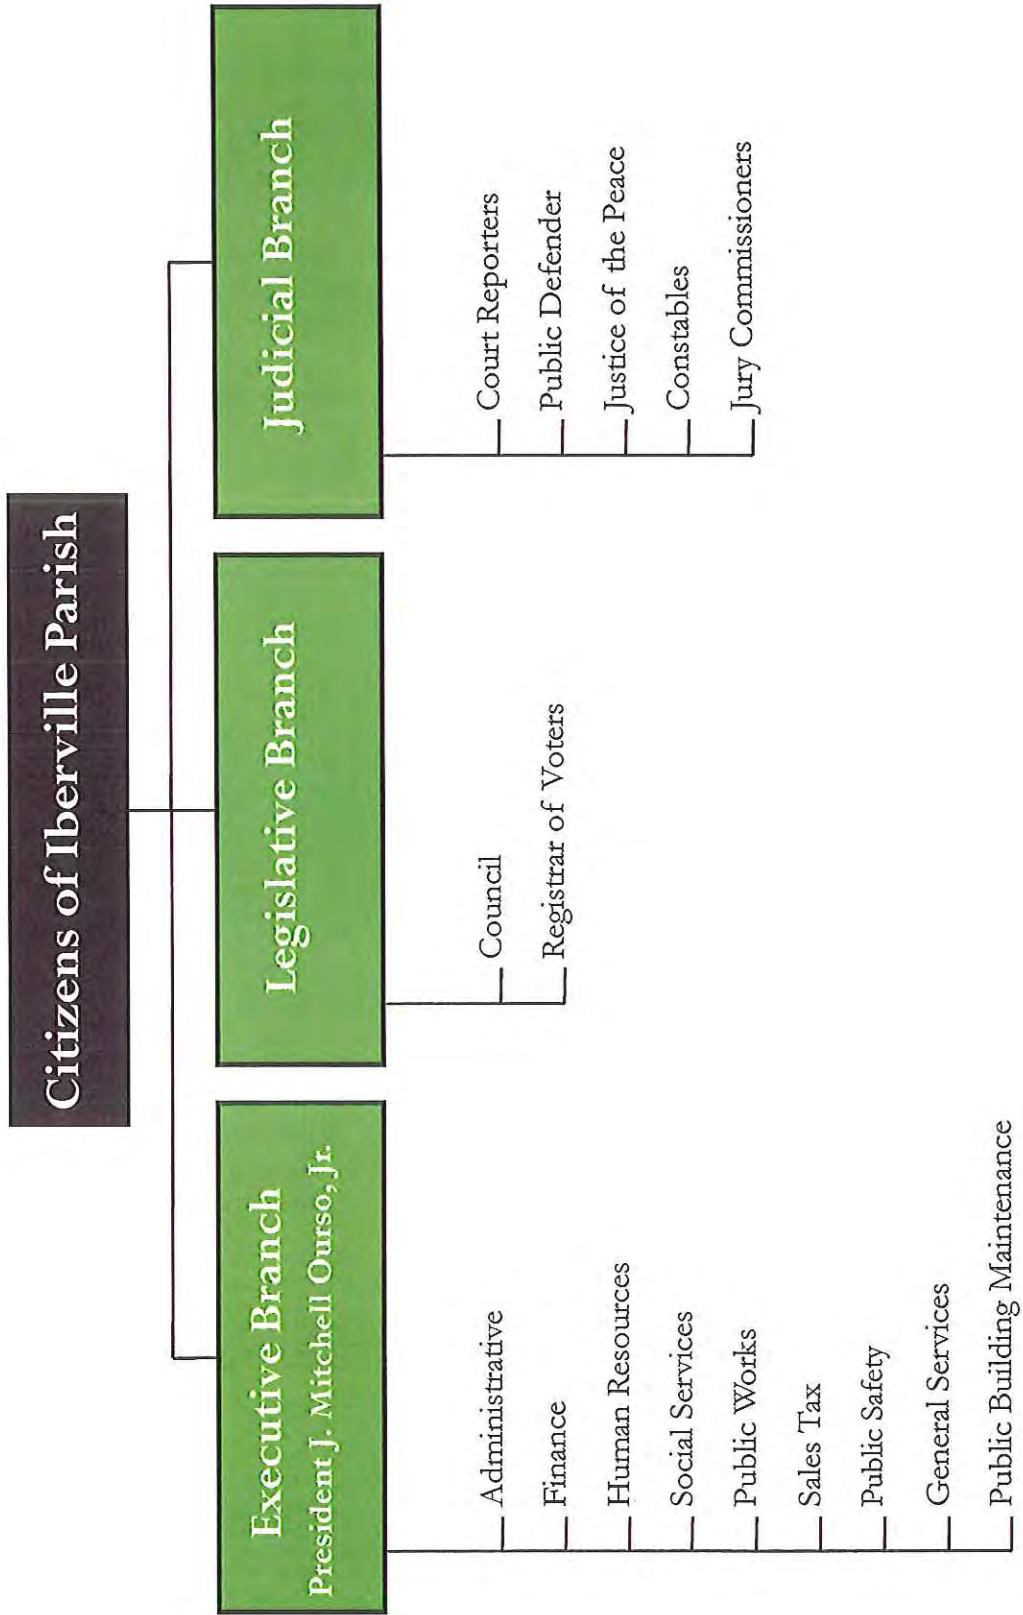 Citizens of Iberville Parish
Executive Branch
President J. Mitchell Ourso, Jr.
Administrative
Finance
Human Resources
Social Services
Public Works
Sales Tax
Public Safety
General Services
Public Building Maintenance
Legislative Branch
Council
Registrar of Voters
Judicial Branch
Court Reporters
Public Defender
Justice of the Peace
Constables
Jury Commissioners